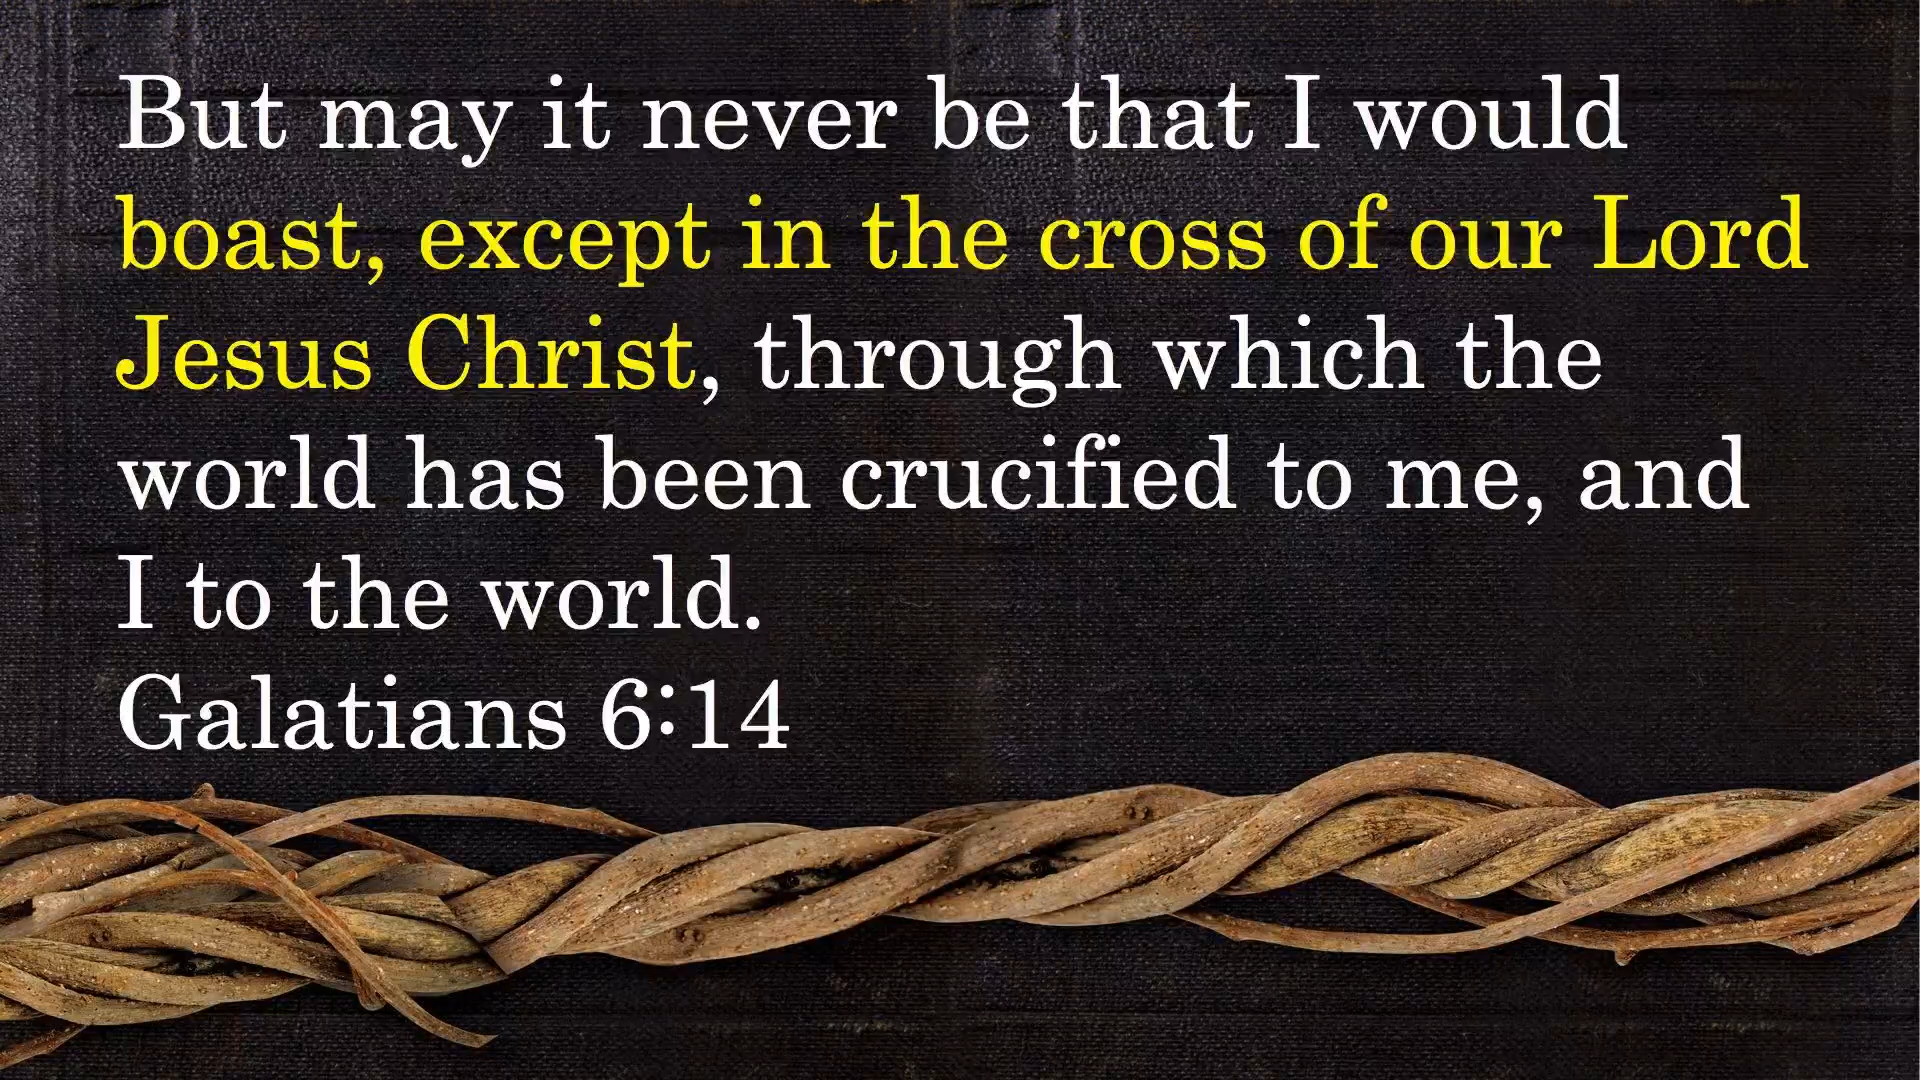 But may it never be that I would
boast, except in the cross of our Lord
Jesus Christ, through which the
world has been crucified to me, and
I to the world.
Galatians 6:14